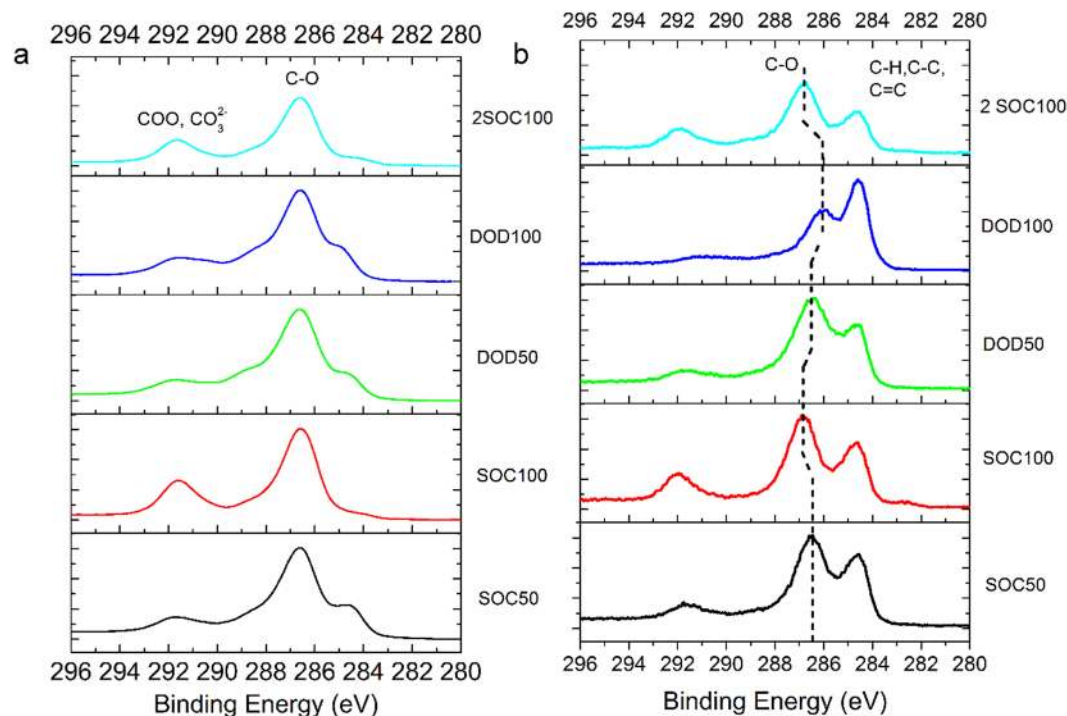 296 294 292 290 288 286 284 282 280
a
C-O
COO, CO3^2-
2SOC100
DOD100
DOD50
SOC100
SOC50
296 294 292 290 288 286 284 282 280
Binding Energy (eV)
296 294 292 290 288 286 284 282 280
b
C-O
C-H,C-C,
C=C
2 SOC100
DOD100
DOD50
SOC100
SOC50
296 294 292 290 288 286 284 282 280
Binding Energy (eV)